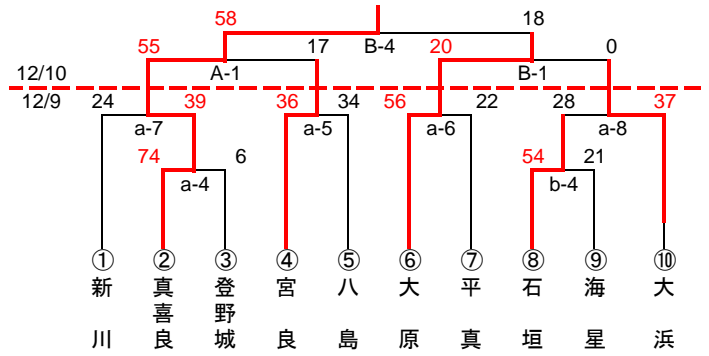 58 18
B-4
55 17 20 0
12/10 A-1 B-1
12/9 24 39 36 34 56 22 28 37
a-7 a-5 a-6 a-8
74 6 54 21
a-4 b-4
① ② ③ ④ ⑤ ⑥ ⑦ ⑧ ⑨ ⑩
新川 真喜良 登野城 宮良 八島 大原 平真 石垣 海星 大浜